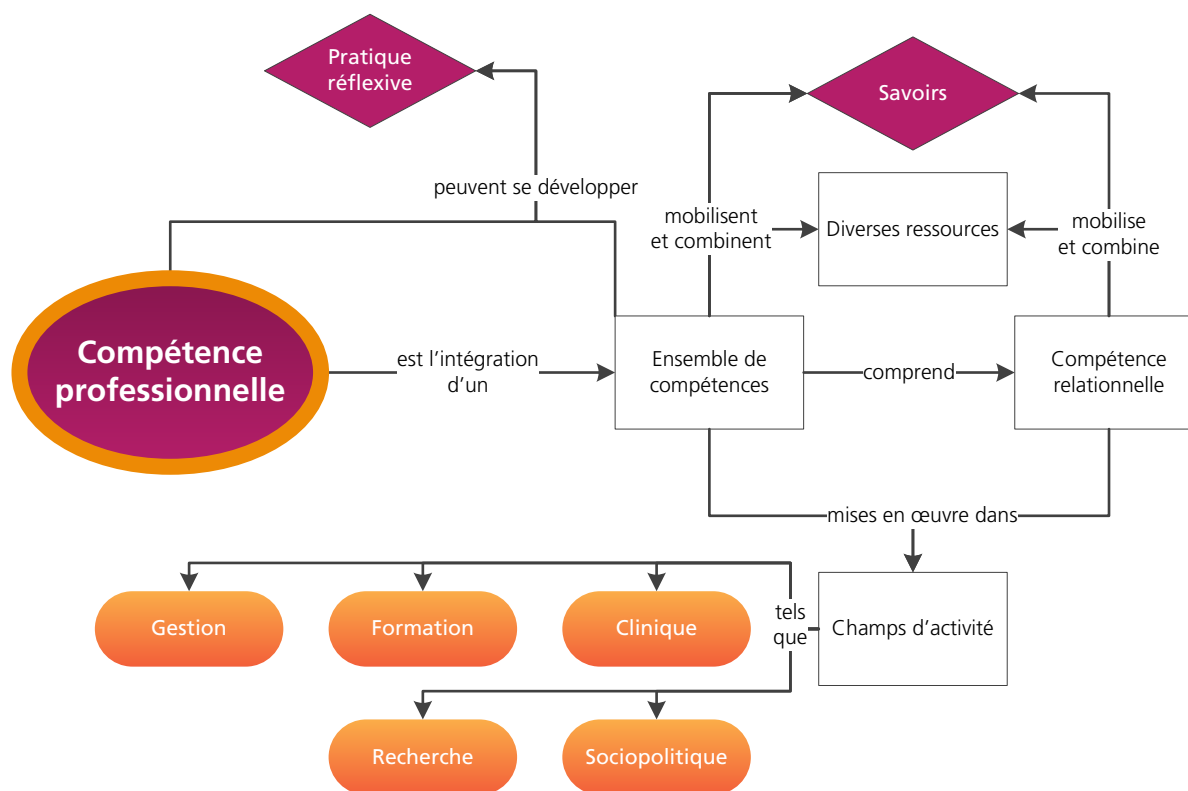 Pratique
réflexive
Savoirs
peuvent se développer
mobilisent
et combinent
Diverses ressources
mobilise
et combine
Compétence
professionnelle
est l'intégration
d'un
Ensemble de
compétences
comprend
Compétence
relationnelle
mises en œuvre dans
Gestion
Formation
Clinique
tels
que
Champs d'activité
Recherche
Sociopolitique